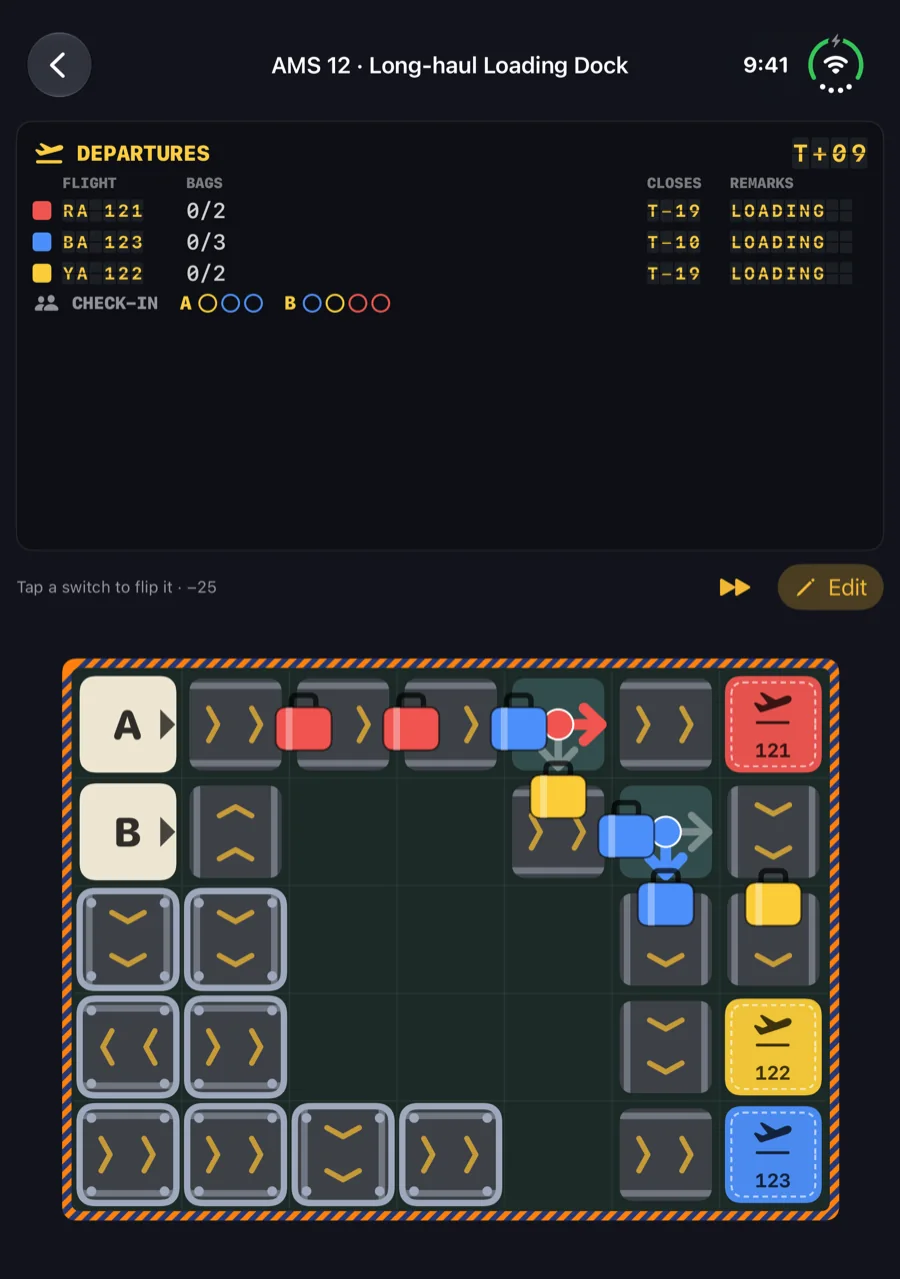 AMS 12 · Long-haul Loading Dock
9:41
DEPARTURES
T+09
FLIGHT BAGS CLOSES REMARKS
RA 121 0/2 T-19 LOADING
BA 123 0/3 T-10 LOADING
YA 122 0/2 T-19 LOADING
CHECK-IN A B
Tap a switch to flip it · −25
Edit
A
121
B
122
123